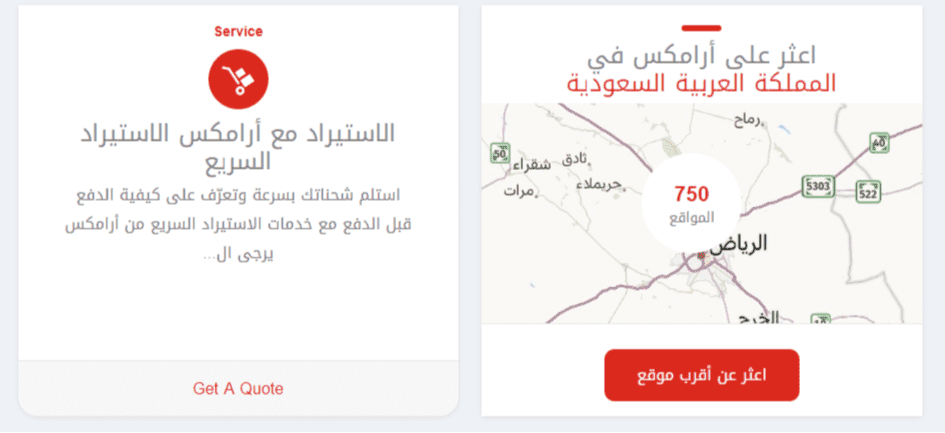 Service
الاستيراد مع أرامكس الاستيراد
السريع
استلم شحناتك بسرعة وتعرّف على كيفية الدفع
قبل الدفع مع خدمات الاستيراد السريع من أرامكس
يرجى ال...
Get A Quote
اعثر على أرامكس في
المملكة العربية السعودية
رماح
40
50
شقراء
ثادق
حريملاء
مرات
5303
522
750
المواقع
الرياض
الخرج
اعثر عن أقرب موقع